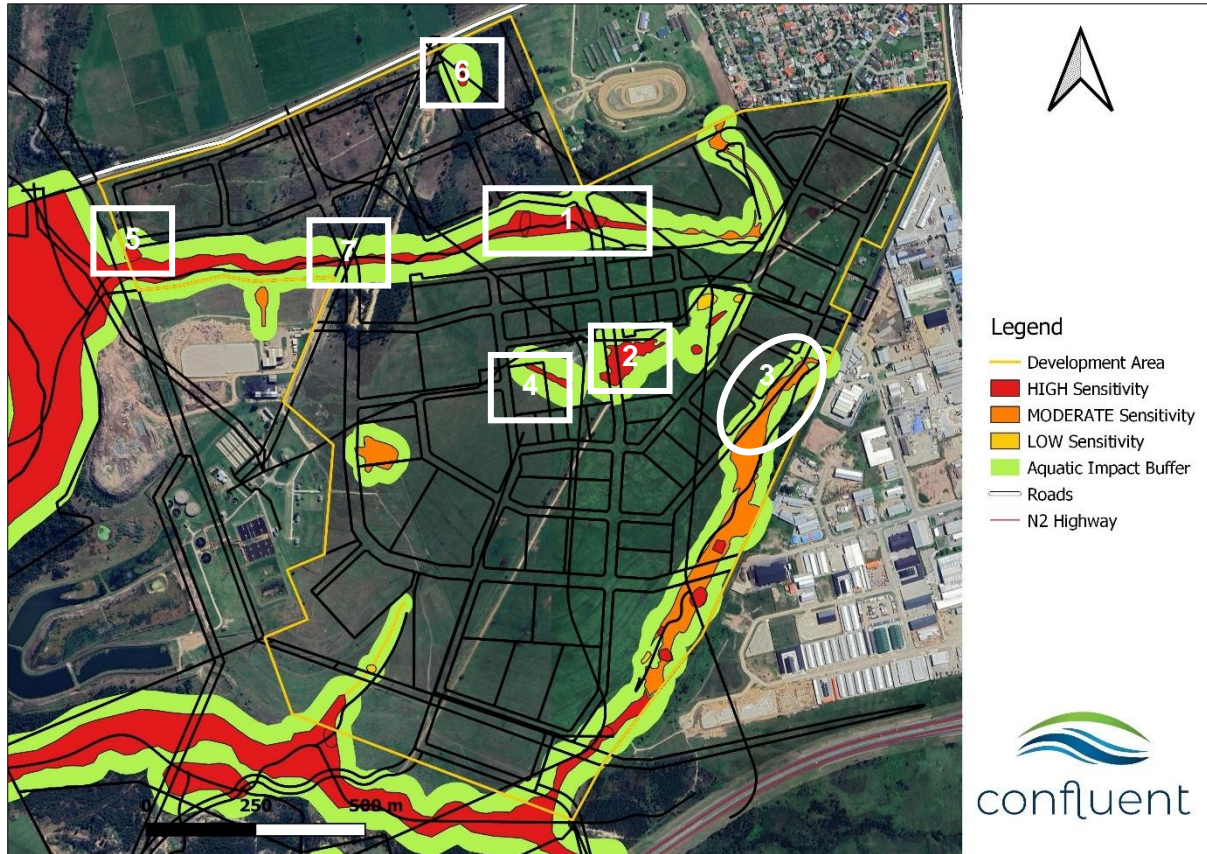 6
5
7
1
4
2
3
0 250 500 m
Legend
Development Area
HIGH Sensitivity
MODERATE Sensitivity
LOW Sensitivity
Aquatic Impact Buffer
Roads
N2 Highway
confluent